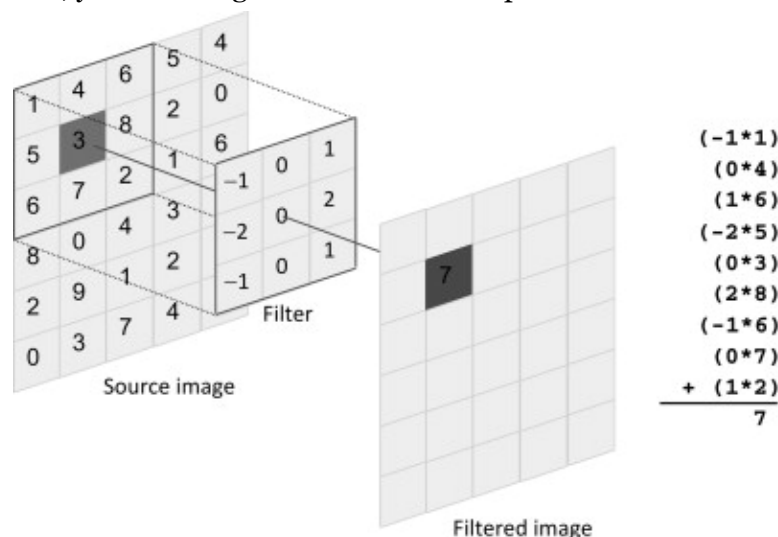 1 4 6 5 4
5 3 8 2 0
6 7 2 1 6
8 0 4 3
2 9 1 2
0 3 7 4
Source image
−1 0 1
−2 0 2
−1 0 1
Filter
7
Filtered image
(-1*1)
(0*4)
(1*6)
(-2*5)
(0*3)
(2*8)
(-1*6)
(0*7)
+ (1*2)
7